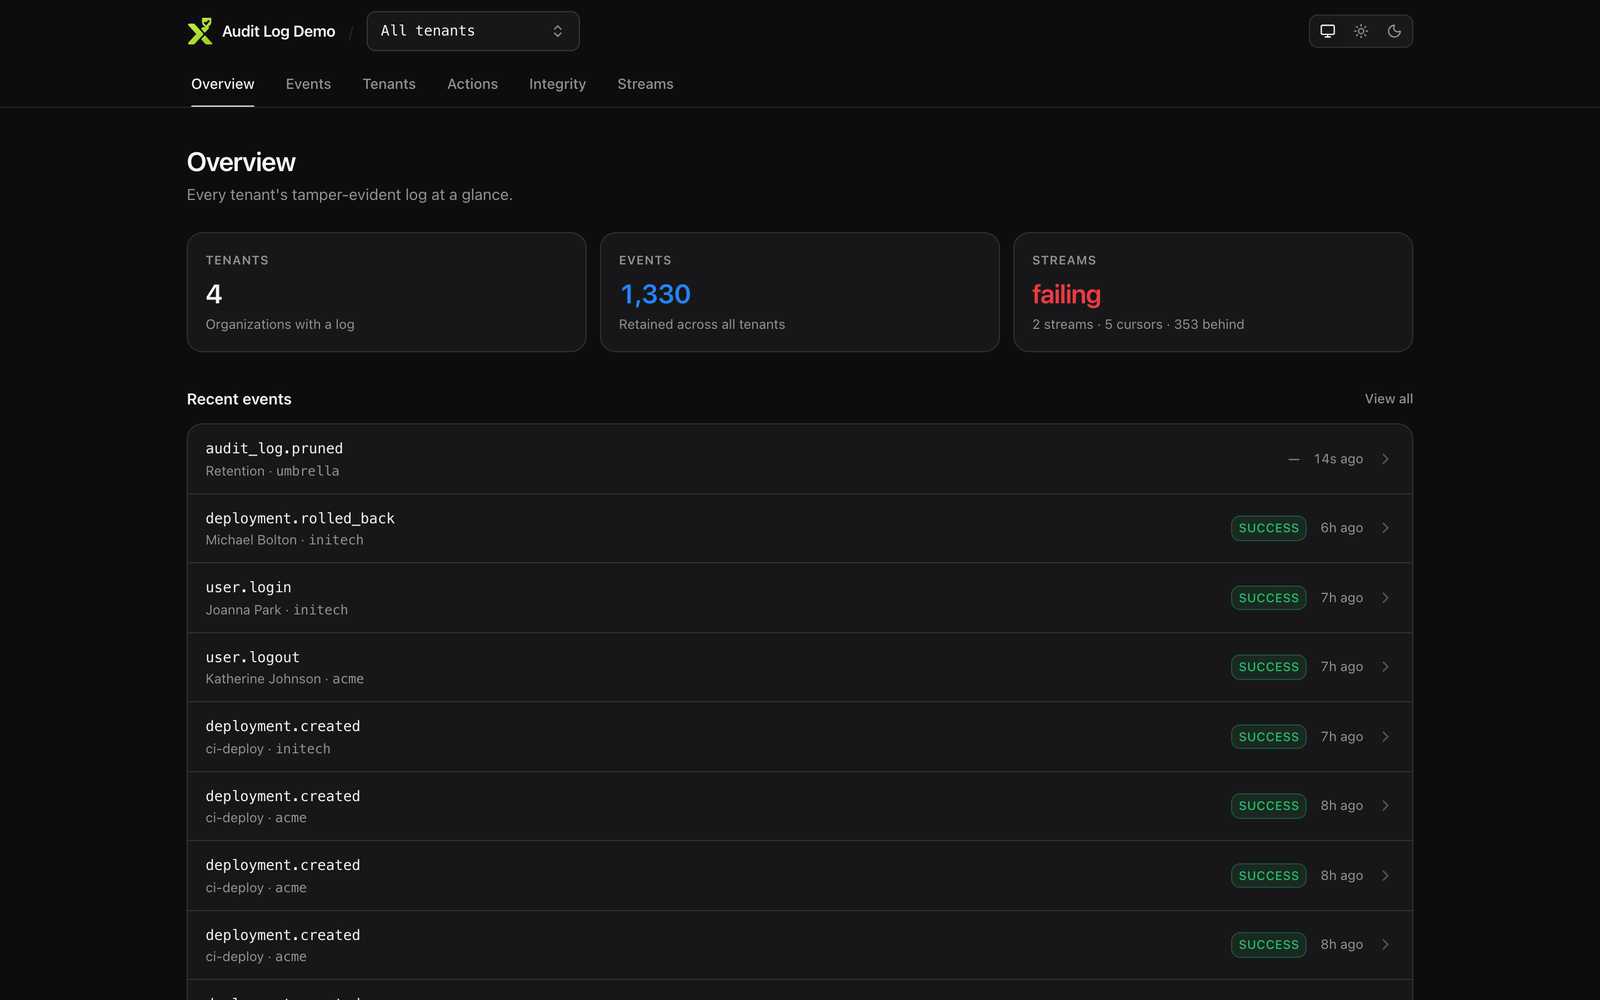 Audit Log Demo / All tenants
Overview Events Tenants Actions Integrity Streams
Overview
Every tenant's tamper-evident log at a glance.
TENANTS
4
Organizations with a log
EVENTS
1,330
Retained across all tenants
STREAMS
failing
2 streams · 5 cursors · 353 behind
Recent events
View all
audit_log.pruned
Retention · umbrella
— 14s ago
deployment.rolled_back
Michael Bolton · initech
SUCCESS 6h ago
user.login
Joanna Park · initech
SUCCESS 7h ago
user.logout
Katherine Johnson · acme
SUCCESS 7h ago
deployment.created
ci-deploy · initech
SUCCESS 7h ago
deployment.created
ci-deploy · acme
SUCCESS 8h ago
deployment.created
ci-deploy · acme
SUCCESS 8h ago
deployment.created
ci-deploy · acme
SUCCESS 8h ago